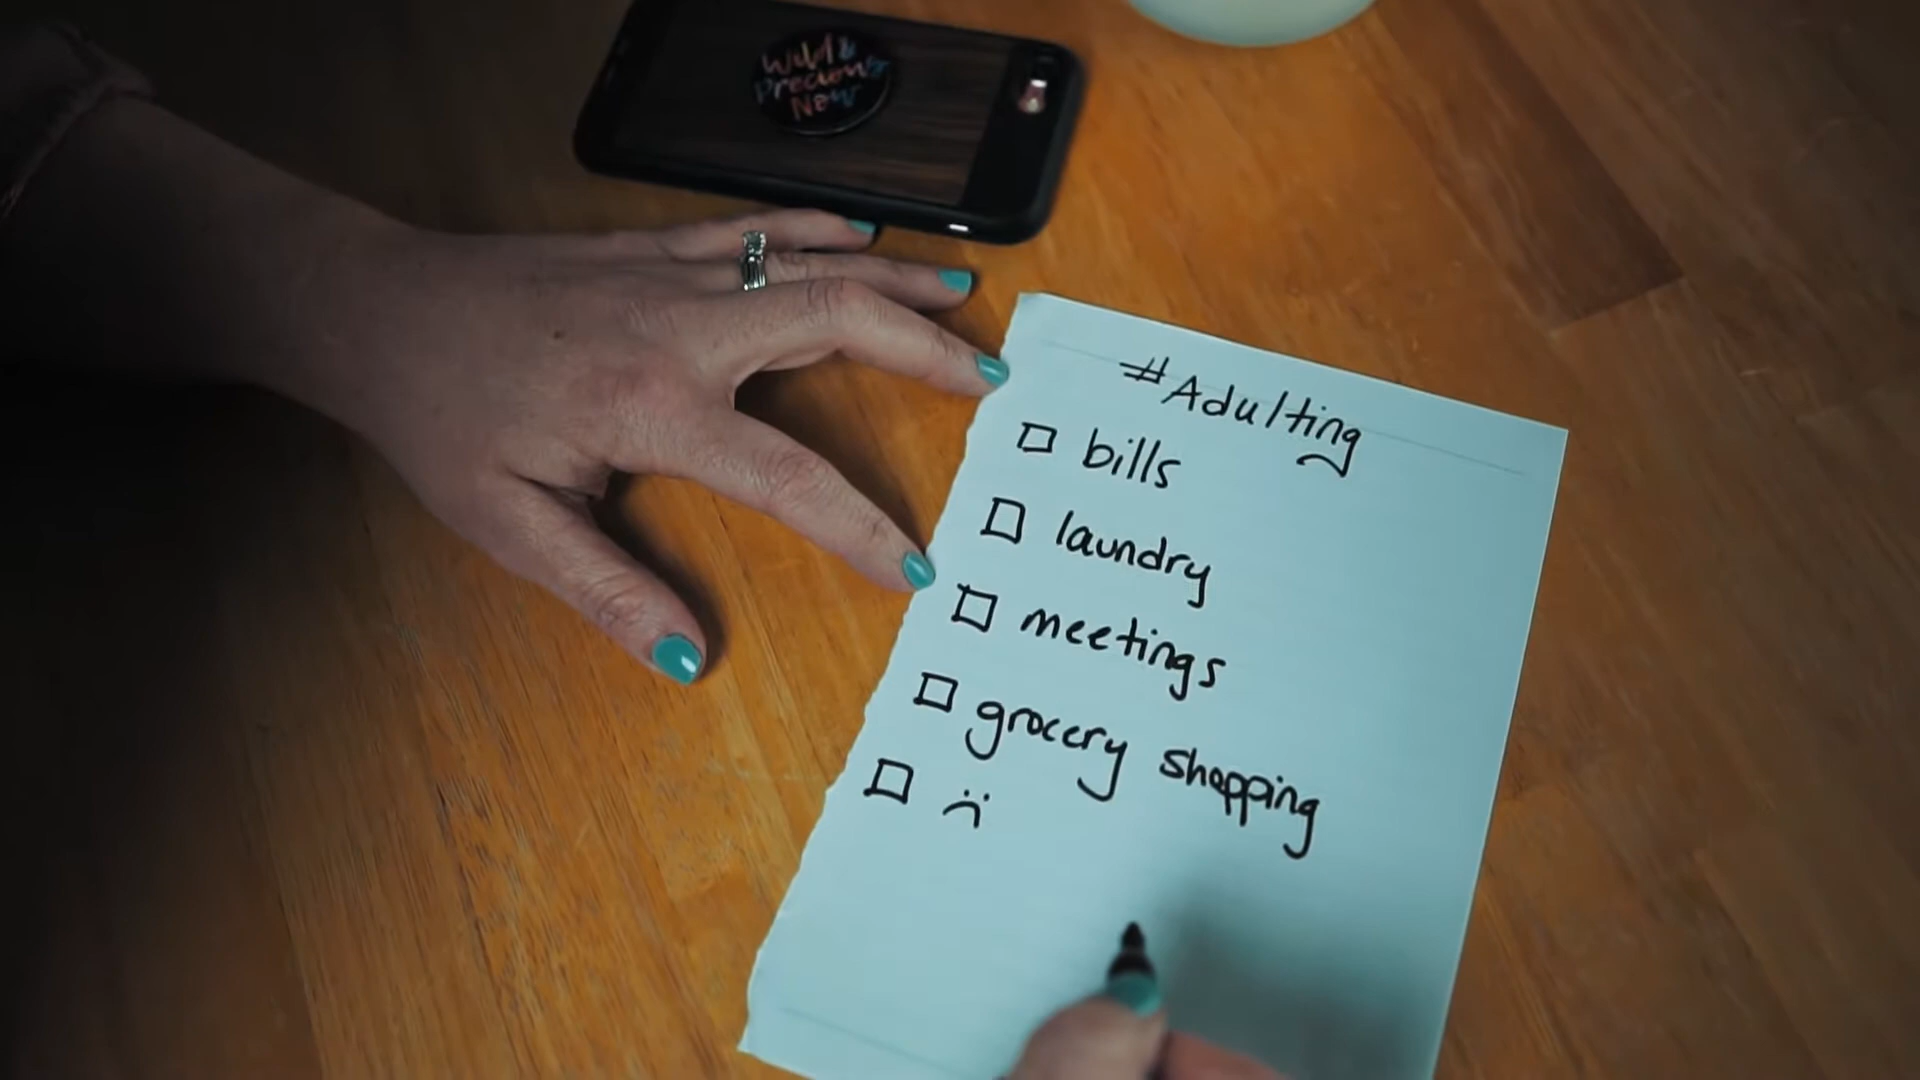 Wild &
Precious
Now
#Adulting
☐ bills
☐ laundry
☐ meetings
☐ grocery shopping
☐ :(